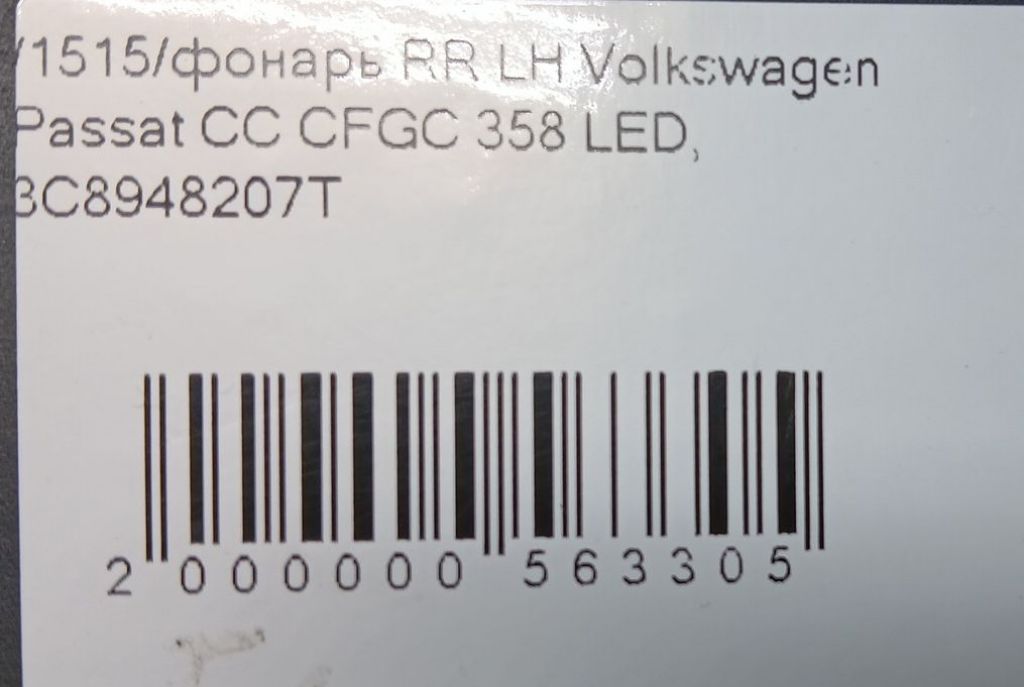 /1515/фонарь RR LH Volkswagen
Passat CC CFGC 358 LED,
3C8948207T
2 000000 563305